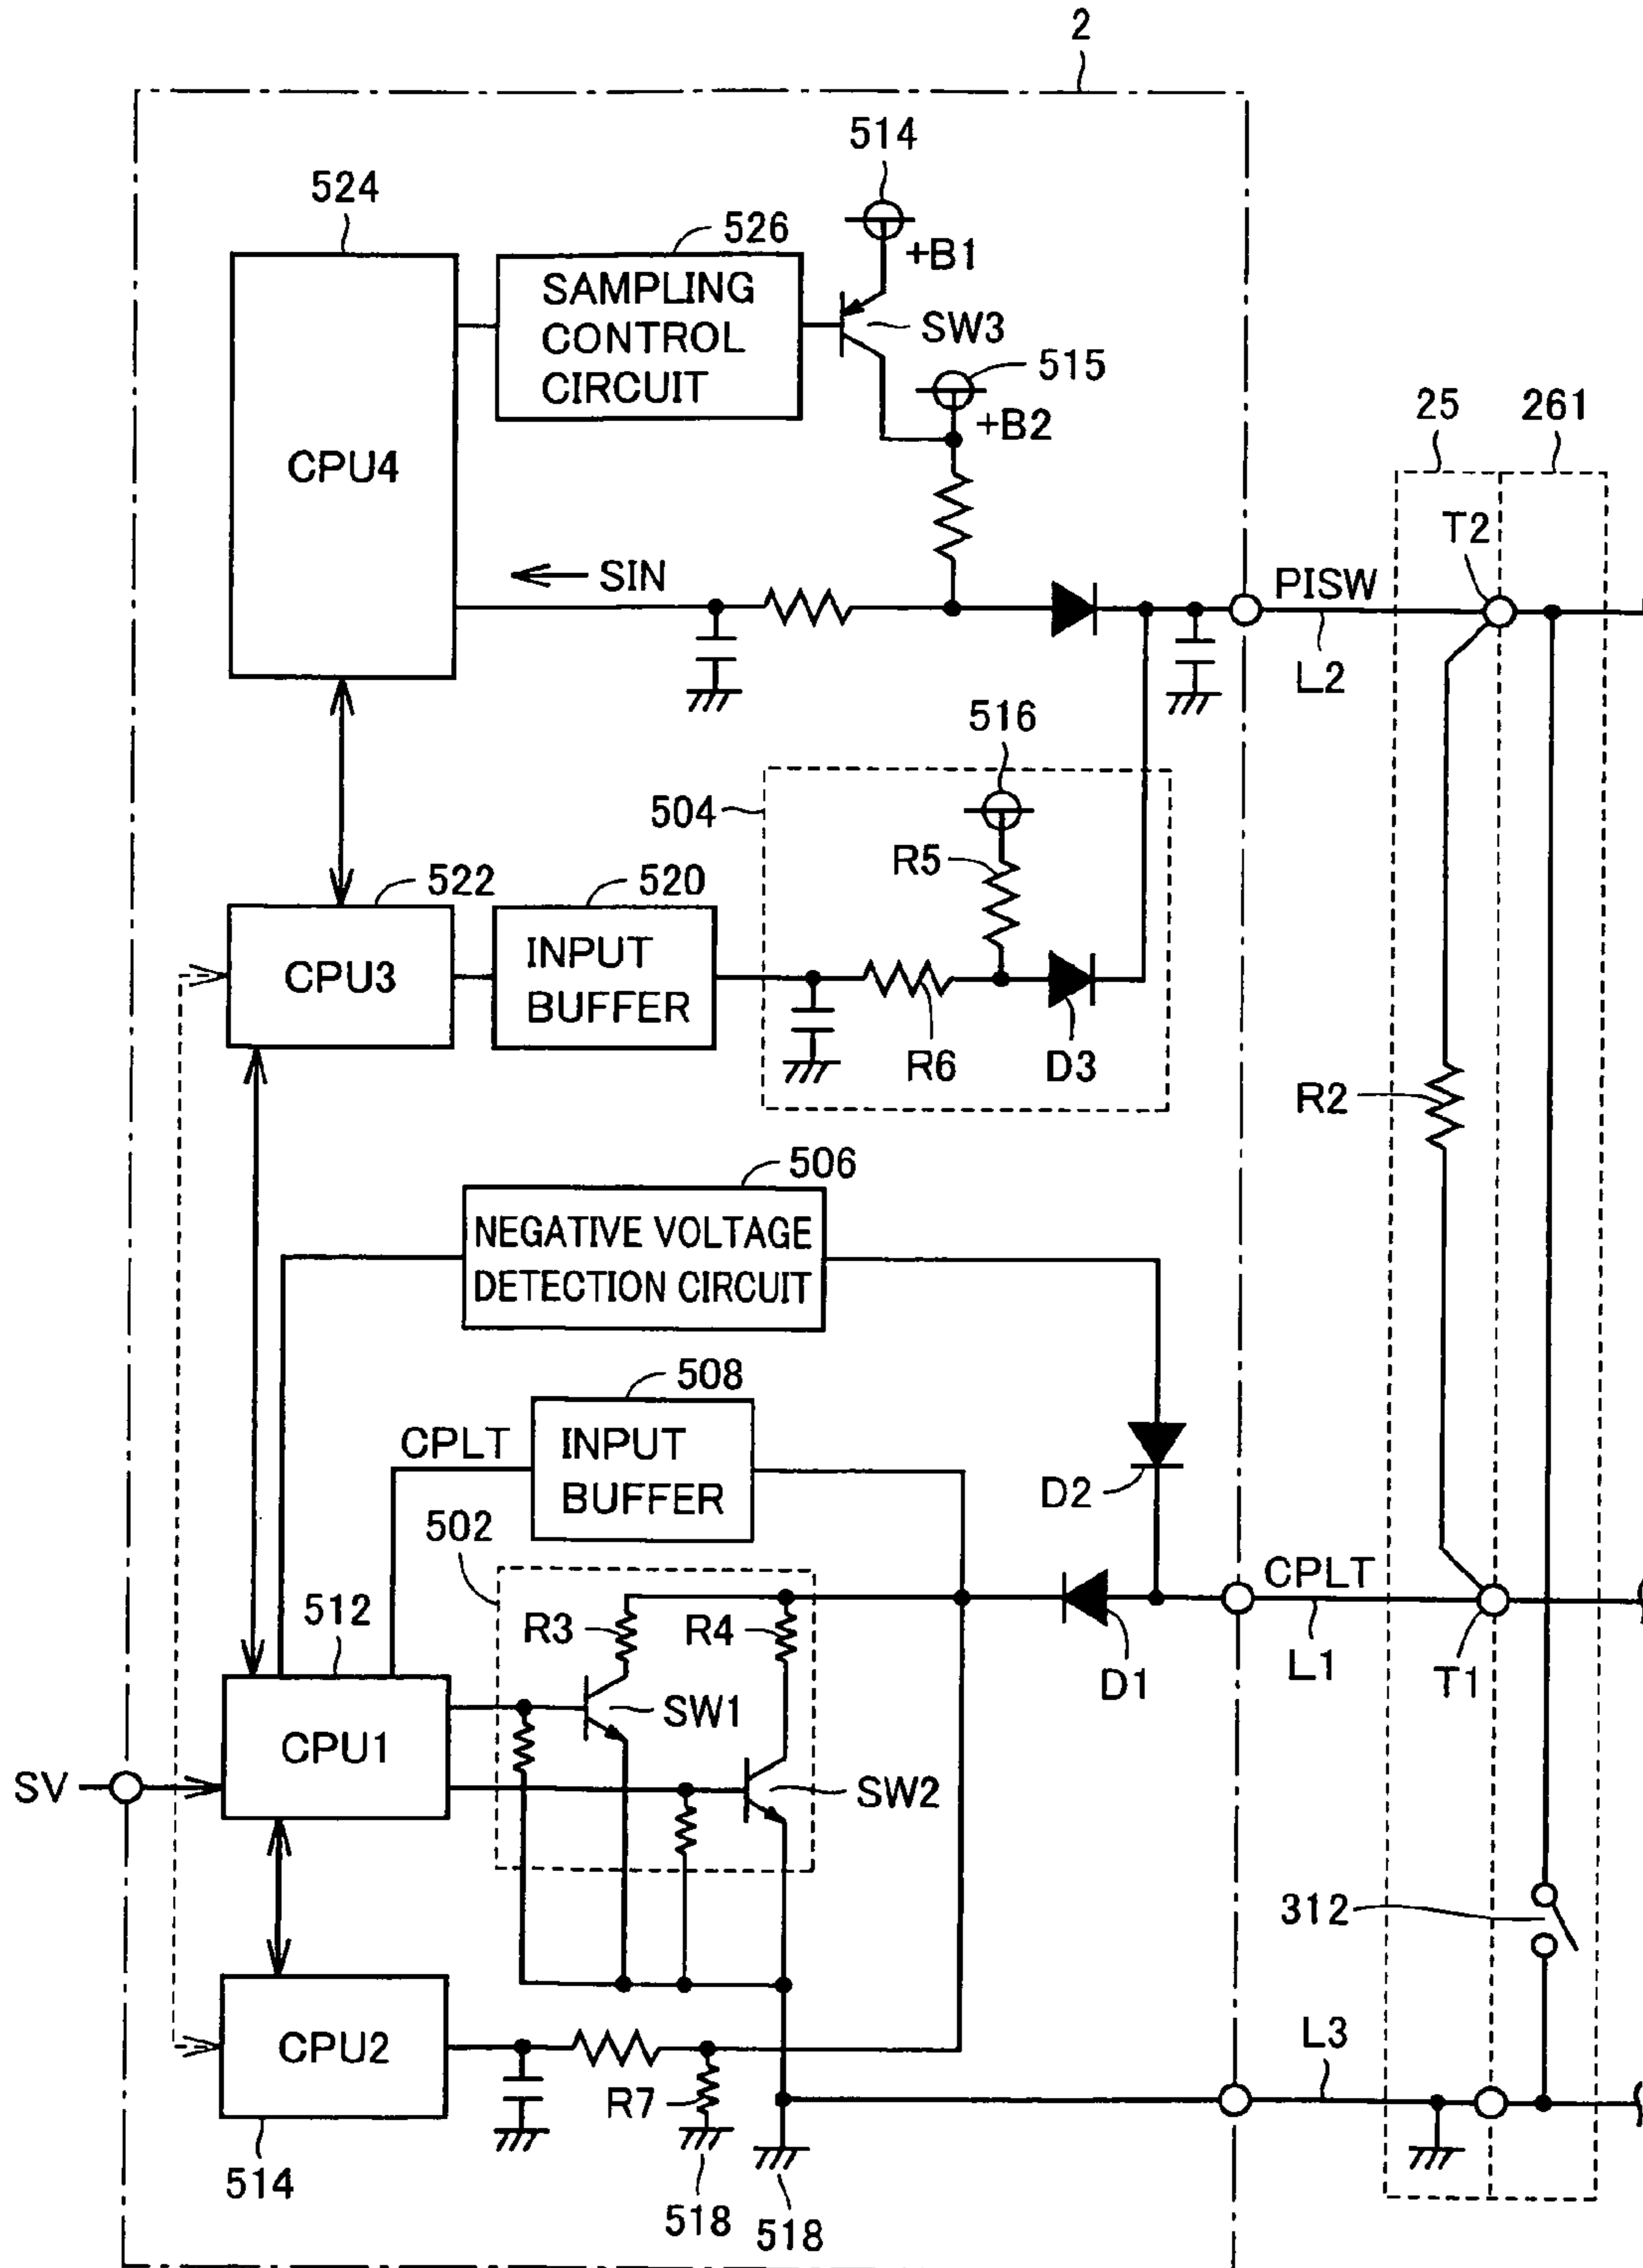 2
514
524
526
+B1
SAMPLING
CONTROL
CIRCUIT
SW3
515
+B2
25
261
CPU4
T2
SIN
PISW
L2
516
504
R5
522
520
CPU3
INPUT
BUFFER
R6
D3
R2
506
NEGATIVE VOLTAGE
DETECTION CIRCUIT
508
CPLT
INPUT
BUFFER
D2
502
CPLT
512
R3
R4
L1
T1
D1
SW1
CPU1
SV
SW2
312
CPU2
L3
R7
514
518
518